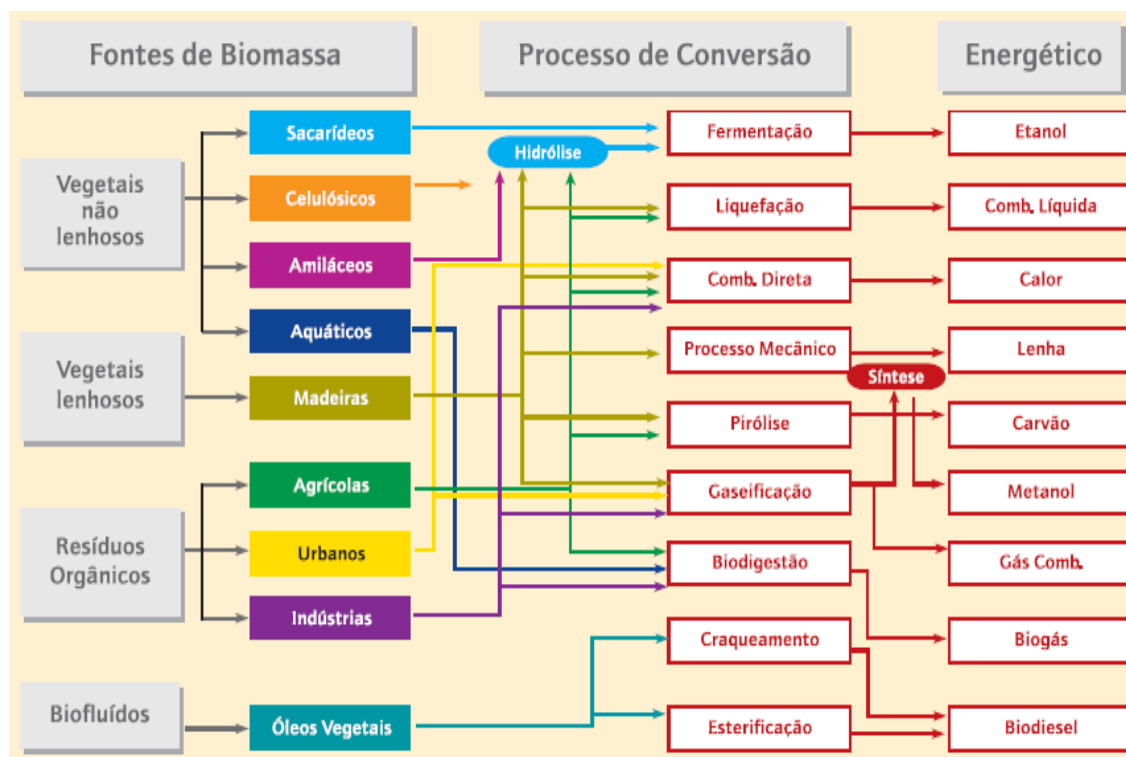 Fontes de Biomassa
Processo de Conversão
Energético
Vegetais
não
lenhosos
Vegetais
lenhosos
Resíduos
Orgânicos
Biofluídos
Sacarídeos
Celulósicos
Amiláceos
Aquáticos
Madeiras
Agrícolas
Urbanos
Indústrias
Óleos Vegetais
Hidrólise
Fermentação
Liquefação
Comb. Direta
Processo Mecânico
Pirólise
Gaseificação
Biodigestão
Craqueamento
Esterificação
Síntese
Etanol
Comb. Líquida
Calor
Lenha
Carvão
Metanol
Gás Comb.
Biogás
Biodiesel